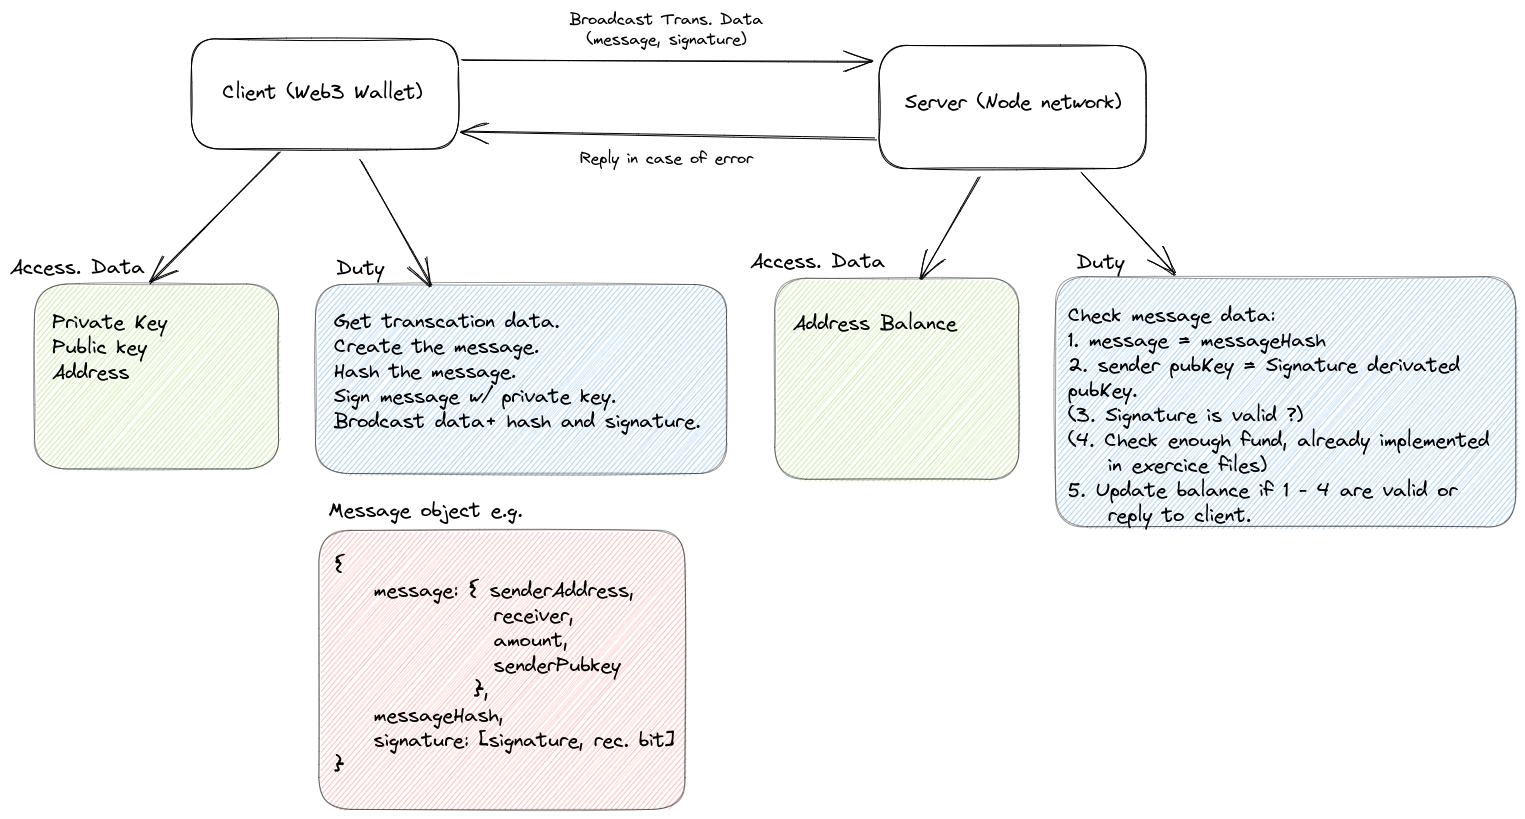 Broadcast Trans. Data
(message, signature)
Client (Web3 Wallet)
Server (Node network)
Reply in case of error
Access. Data
Private Key
Public key
Address
Duty
Get transcation data.
Create the message.
Hash the message.
Sign message w/ private key.
Brodcast data+ hash and signature.
Access. Data
Address Balance
Duty
Check message data:
1. message = messageHash
2. sender pubKey = Signature derivated
pubKey.
(3. Signature is valid ?)
(4. Check enough fund, already implemented
in exercice files)
5. Update balance if 1 - 4 are valid or
reply to client.
Message object e.g.
{
message: { senderAddress,
receiver,
amount,
senderPubkey
},
messageHash,
signature: [signature, rec. bit]
}